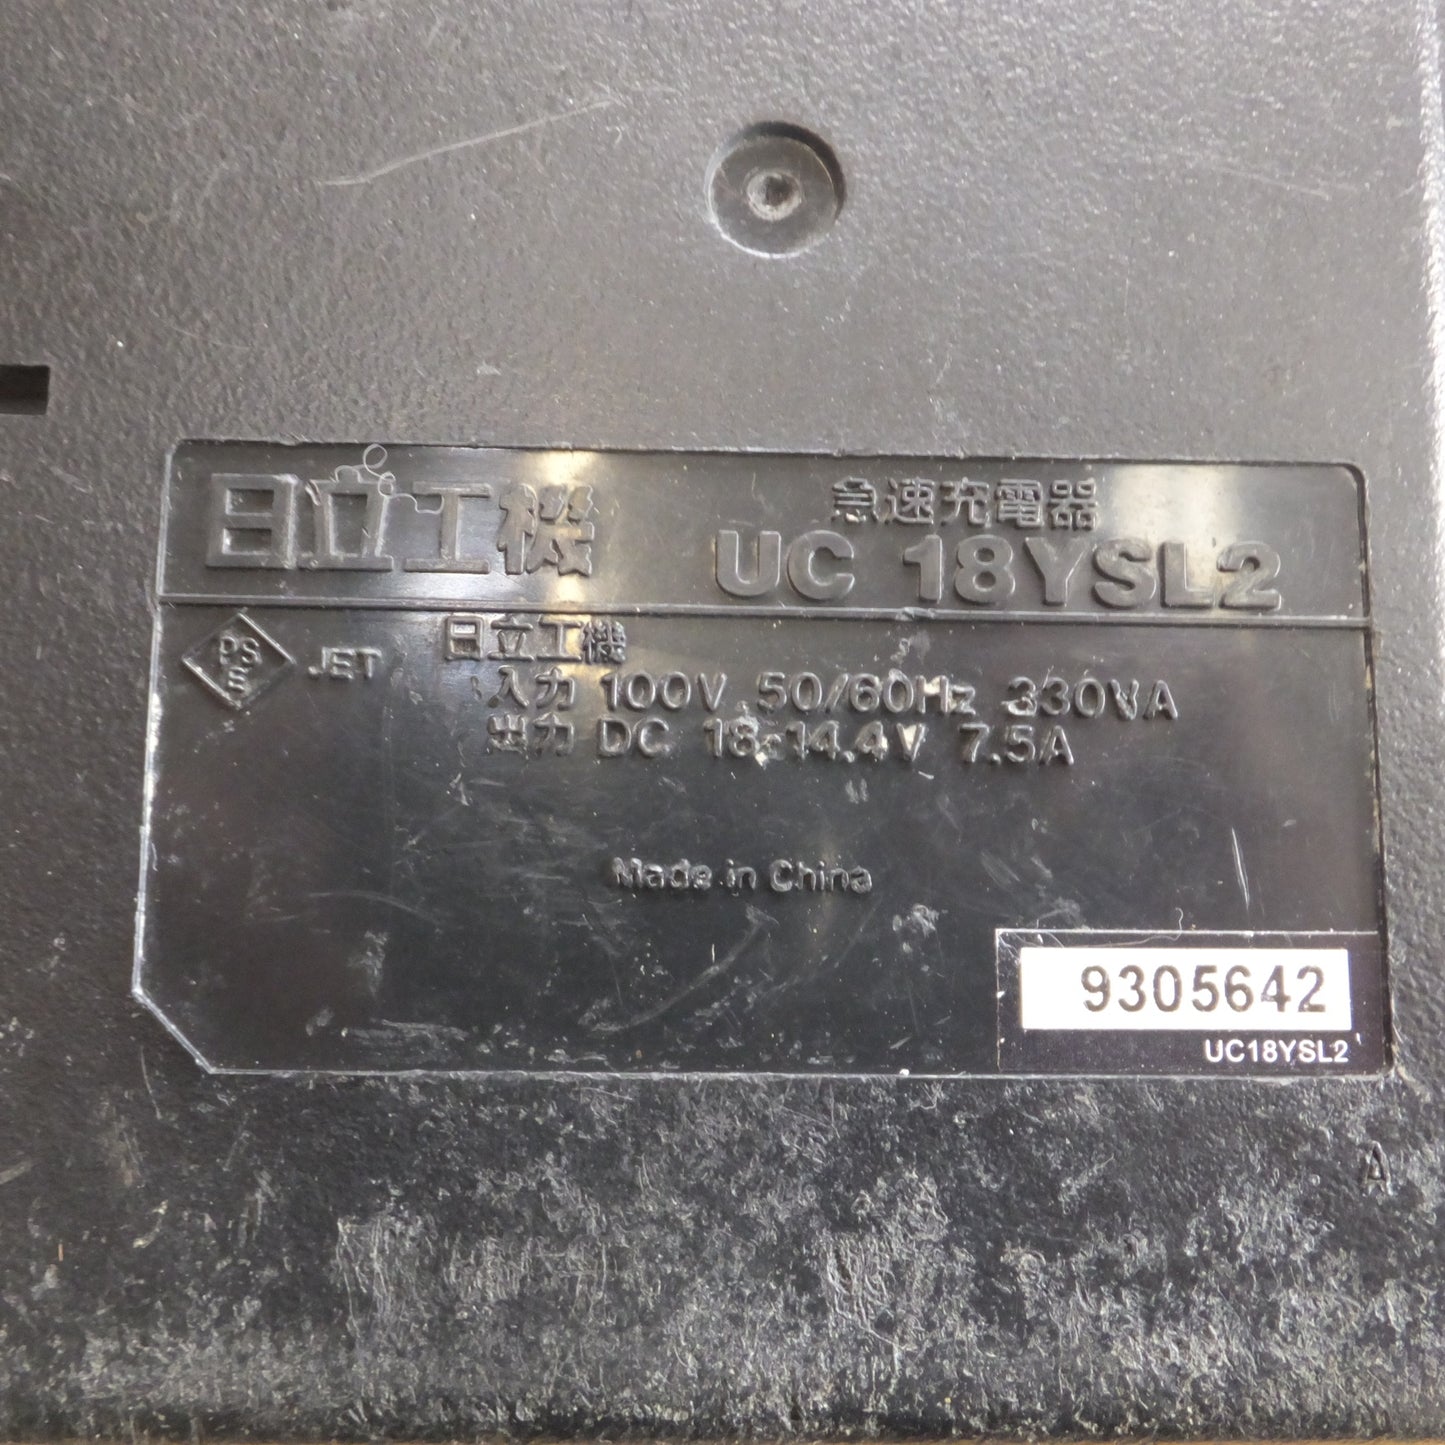 日立工機
急速充電器
UC 18YSL2
PS
E
JET
日立工機
入力 100V 50/60Hz 330VA
出力 DC 18-14.4V 7.5A
Made in China
9305642
UC18YSL2
A